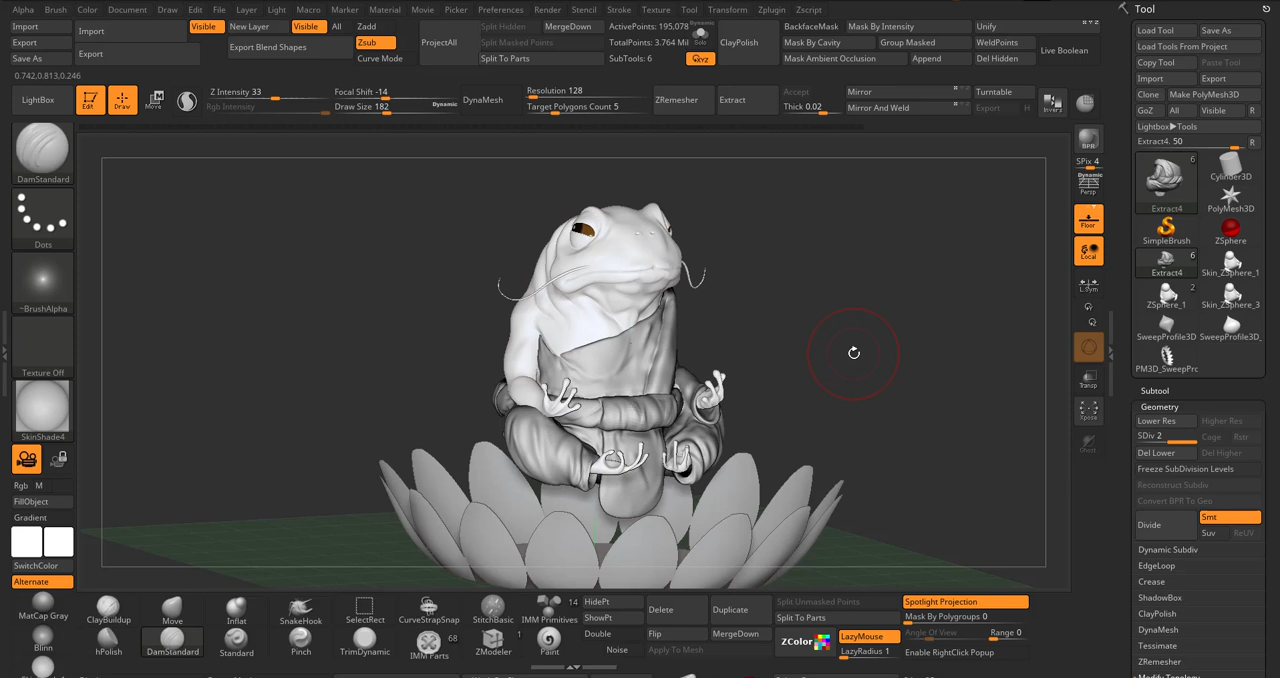 Alpha Brush Color Document Draw Edit File Layer Light Macro Marker Material Movie Picker Preferences Render Stencil Stroke Texture Tool Transform Zplugin Zscript
Tool
Import
Export
Save As
Import
Export
Visible New Layer
Export Blend Shapes
Visible All Zadd
Zsub
Curve Mode
ProjectAll
Split Hidden MergeDown
Split Masked Points
Split To Parts
ActivePoints: 195,078
TotalPoints: 3.764 Mil
SubTools: 6
Dynamic
Solo
ClayPolish
BackfaceMask Mask By Intensity
Mask By Cavity Group Masked
Mask Ambient Occlusion Append
Unify
WeldPoints
Del Hidden
Live Boolean
0.742,0.813,0.246
LightBox
Edit
Draw
Move
Z Intensity 33
Rgb Intensity
Focal Shift -14
Draw Size 182
Dynamic
DynaMesh
Resolution 128
Target Polygons Count 5
ZRemesher
Extract
Accept
Thick 0.02
Mirror
Mirror And Weld
Turntable
Export H
Invers
DamStandard
Dots
~BrushAlpha
Texture Off
SkinShade4
Rgb M
FillObject
Gradient
SwitchColor
Alternate
BPR
SPix 4
Dynamic
Persp
Floor
Local
L.Sym
Transp
Xpose
Ghost
Load Tool Save As
Load Tools From Project
Copy Tool Paste Tool
Import Export
Clone Make PolyMesh3D
GoZ All Visible R
Lightbox▶Tools
Extract4. 50 R
6
Extract4
Cylinder3D
PolyMesh3D
SimpleBrush
ZSphere
6
Extract4
Skin_ZSphere_1
2
ZSphere_1
Skin_ZSphere_3
SweepProfile3D
SweepProfile3D_
PM3D_SweepPrc
Subtool
Geometry
Lower Res Higher Res
SDiv 2 Cage Rstr
Del Lower Del Higher
Freeze SubDivision Levels
Reconstruct Subdiv
Convert BPR To Geo
Divide
Smt
Suv ReUV
Dynamic Subdiv
EdgeLoop
Crease
ShadowBox
ClayPolish
DynaMesh
Tessimate
ZRemesher
Modify Topology
MatCap Gray
Blinn
ClayBuildup
Move
Inflat
SnakeHook
SelectRect
CurveStrapSnap
StitchBasic
14
IMM Primitives
hPolish
DamStandard
Standard
Pinch
TrimDynamic
68
IMM Parts
1
ZModeler
Paint
HidePt
ShowPt
Double
Noise
Delete
Flip
Apply To Mesh
Duplicate
MergeDown
Split Unmasked Points
Split To Parts
ZColor
LazyMouse
LazyRadius 1
Spotlight Projection
Mask By Polygroups 0
Angle Of View Range 0
Enable RightClick Popup